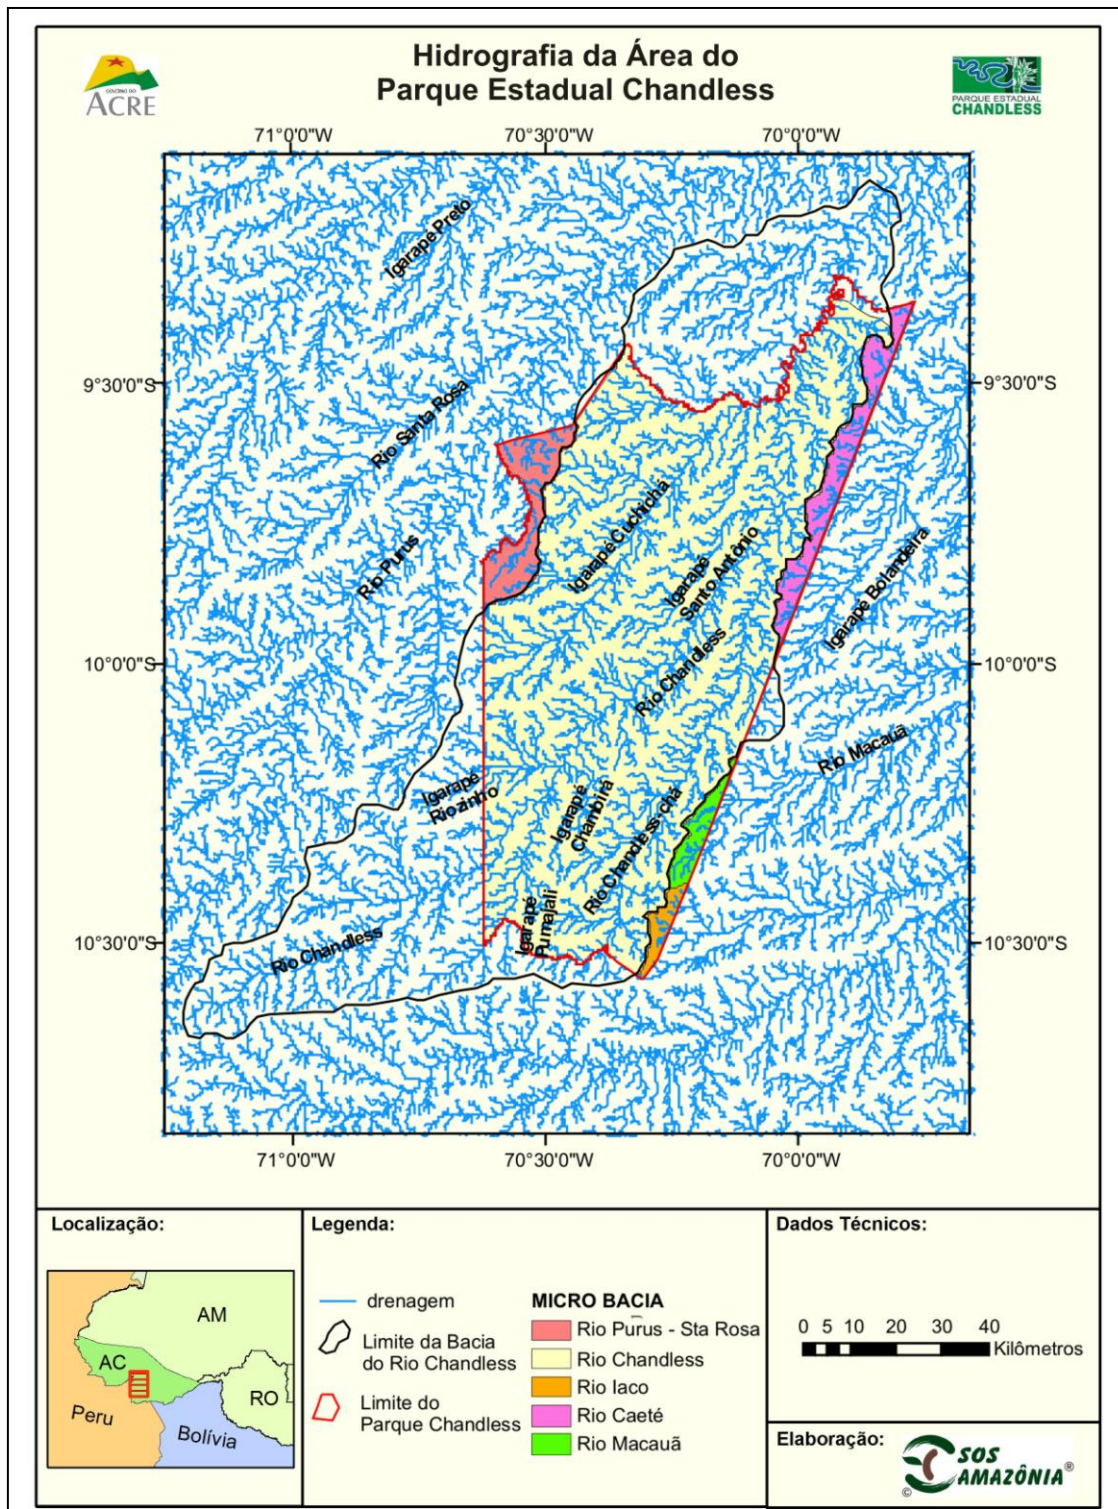 Hidrografia da Área do
Parque Estadual Chandless
GOVERNO DO
ACRE
PARQUE ESTADUAL
CHANDLESS
71°0'0"W
70°30'0"W
70°0'0"W
9°30'0"S
9°30'0"S
10°0'0"S
10°0'0"S
10°30'0"S
10°30'0"S
71°0'0"W
70°30'0"W
70°0'0"W
Igarapé Preto
Rio Santa Rosa
Rio Purus
Igarapé Cuchichá
Igarapé
Santo Antônio
Igarapé Bolandeira
Rio Chandless
Rio Macauã
Igarapé
Riozinho
Igarapé
Chambira
Rio Chandless-chá
Igarapé
Pumajali
Rio Chandless
Localização:
AM
AC
RO
Peru
Bolívia
Legenda:
drenagem
Limite da Bacia
do Rio Chandless
Limite do
Parque Chandless
MICRO BACIA
Rio Purus - Sta Rosa
Rio Chandless
Rio Iaco
Rio Caeté
Rio Macauã
Dados Técnicos:
0 5 10 20 30 40
Kilômetros
Elaboração:
SOS
AMAZÔNIA®
©